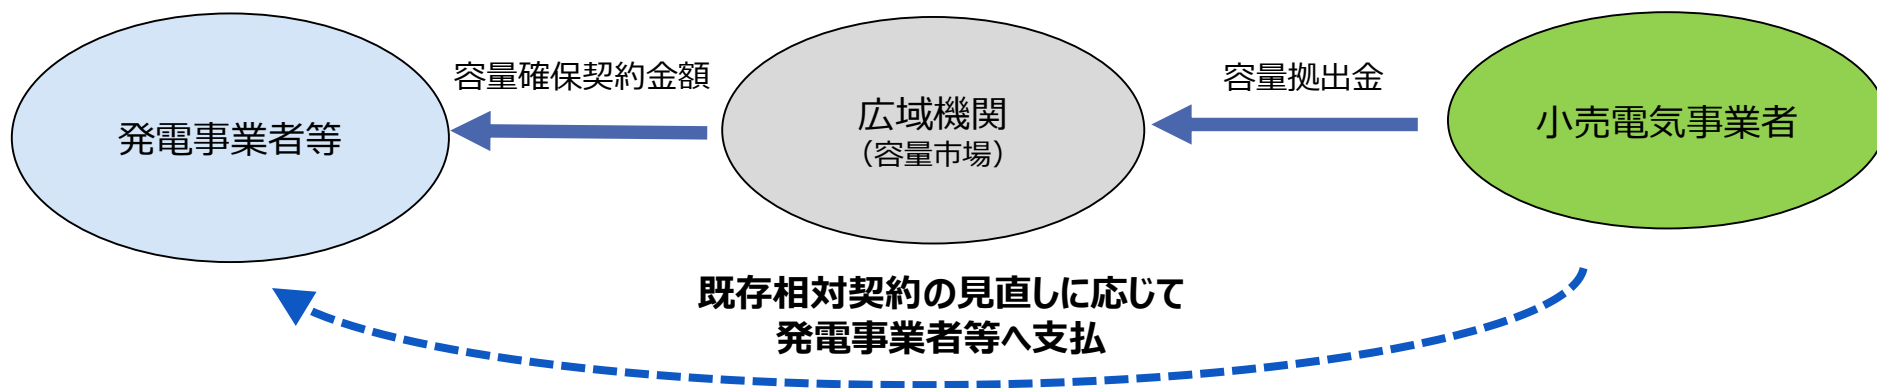 容量確保契約金額
容量拠出金
発電事業者等
広域機関
（容量市場）
小売電気事業者
既存相対契約の見直しに応じて
発電事業者等へ支払